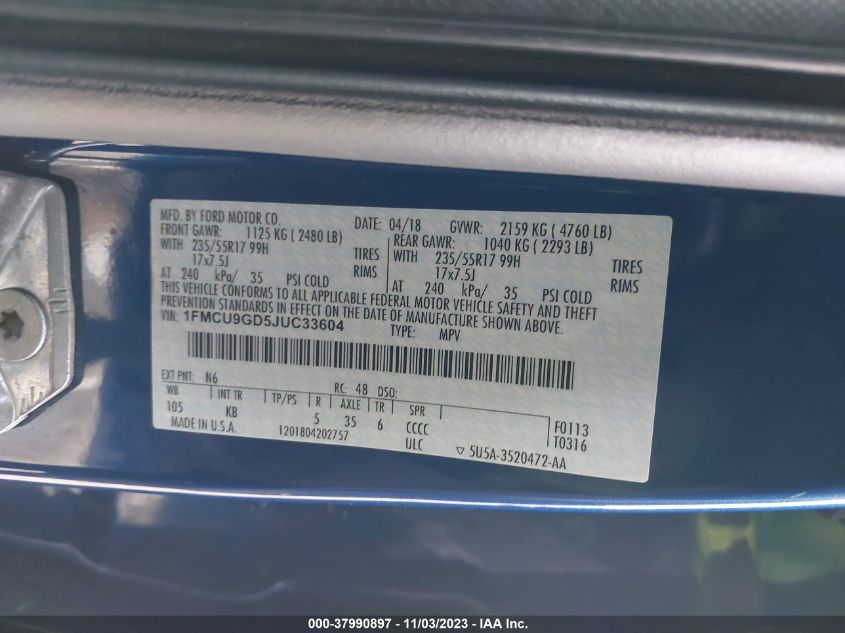 MFD. BY FORD MOTOR CO. DATE: 04/18 GVWR: 2159 KG ( 4760 LB)
FRONT GAWR: 1125 KG ( 2480 LB) REAR GAWR: 1040 KG ( 2293 LB)
WITH 235/55R17 99H TIRES WITH 235/55R17 99H TIRES
17x7.5J RIMS 17x7.5J RIMS
AT 240 kPa/ 35 PSI COLD AT 240 kPa/ 35 PSI COLD
THIS VEHICLE CONFORMS TO ALL APPLICABLE FEDERAL MOTOR VEHICLE SAFETY AND THEFT
PREVENTION STANDARDS IN EFFECT ON THE DATE OF MANUFACTURE SHOWN ABOVE.
VIN: 1FMCU9GD5JUC33604 TYPE: MPV
EXT PNT: N6 RC: 48 DSO:
WB INT TR TP/PS R AXLE TR SPR
105 KB 5 35 6 CCCC F0113
MADE IN U.S.A. 1201804202757 ULC T0316
5U5A-3520472-AA
000-37990897 - 11/03/2023 - IAA Inc.